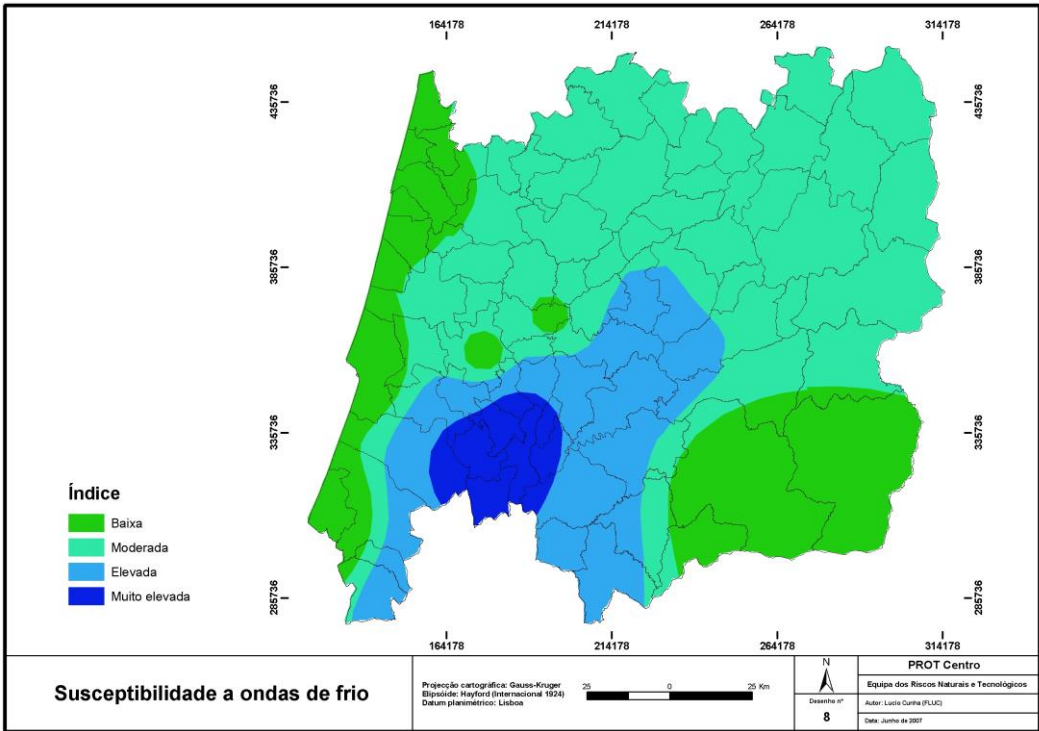 164178 214178 264178 314178
435736 435736
385736 385736
335736 335736
285736 285736
Índice
Baixa
Moderada
Elevada
Muito elevada
164178 214178 264178 314178
Susceptibilidade a ondas de frio
Projecção cartográfica: Gauss-Kruger
Elipsóide: Hayford (Internacional 1924)
Datum planimétrico: Lisboa
25 0 25 Km
N
Desenho nº
8
PROT Centro
Equipa dos Riscos Naturais e Tecnológicos
Autor: Lucio Cunha (FLUC)
Data: Junho de 2007